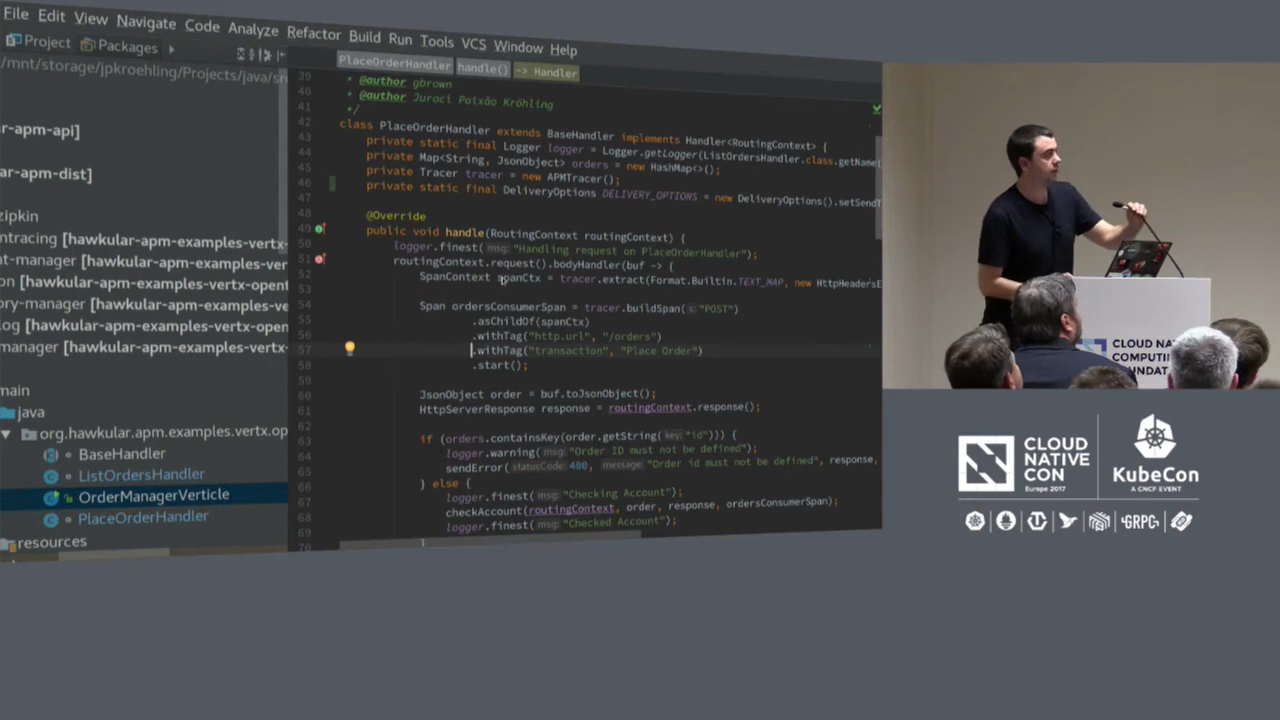 File Edit View Navigate Code Analyze Refactor Build Run Tools VCS Window Help
Project Packages
PlaceOrderHandler handle() -> Handler
/mnt/storage/jpkroehling/Projects/java/
ar-apm-api]
ar-apm-dist]
zipkin
entracing [hawkular-apm-examples-vertx-
nt-manager [hawkular-apm-examples-vertx
on [hawkular-apm-examples-vertx-opent
ory-manager [hawkular-apm-examples-vert
log [hawkular-apm-examples-vertx-open
manager [hawkular-apm-examples-vertx
main
java
org.hawkular.apm.examples.vertx.op
BaseHandler
ListOrdersHandler
OrderManagerVerticle
PlaceOrderHandler
resources
39 * @author gbrown
40 * @author Juraci Paixão Kröhling
41 */
42 class PlaceOrderHandler extends BaseHandler implements Handler<RoutingContext> {
43 private static final Logger logger = Logger.getLogger(ListOrdersHandler.class.getName(
44 private Map<String, JsonObject> orders = new HashMap<>();
45 private Tracer tracer = new APMTracer();
46 private static final DeliveryOptions DELIVERY_OPTIONS = new DeliveryOptions().setSendT
47
48 @Override
49 public void handle(RoutingContext routingContext) {
50 logger.finest( msg: "Handling request on PlaceOrderHandler");
51 routingContext.request().bodyHandler(buf -> {
52 SpanContext spanCtx = tracer.extract(Format.Builtin.TEXT_MAP, new HttpHeadersE
53
54 Span ordersConsumerSpan = tracer.buildSpan( s: "POST")
55 .asChildOf(spanCtx)
56 .withTag("http.url", "/orders")
57 .withTag("transaction", "Place Order")
58 .start();
59
60 JsonObject order = buf.toJsonObject();
61 HttpServerResponse response = routingContext.response();
62
63 if (orders.containsKey(order.getString( key: "id"))) {
64 logger.warning( msg: "Order ID must not be defined");
65 sendError( statusCode: 400, message: "Order id must not be defined", response,
66 } else {
67 logger.finest( msg: "Checking Account");
68 checkAccount(routingContext, order, response, ordersConsumerSpan);
69 logger.finest( msg: "Checked Account");
70 }
CLOUD NA
COMPUTIN
FOUNDAT
CLOUD
NATIVE
CON
Europe 2017
KubeCon
A CNCF EVENT
GRPC